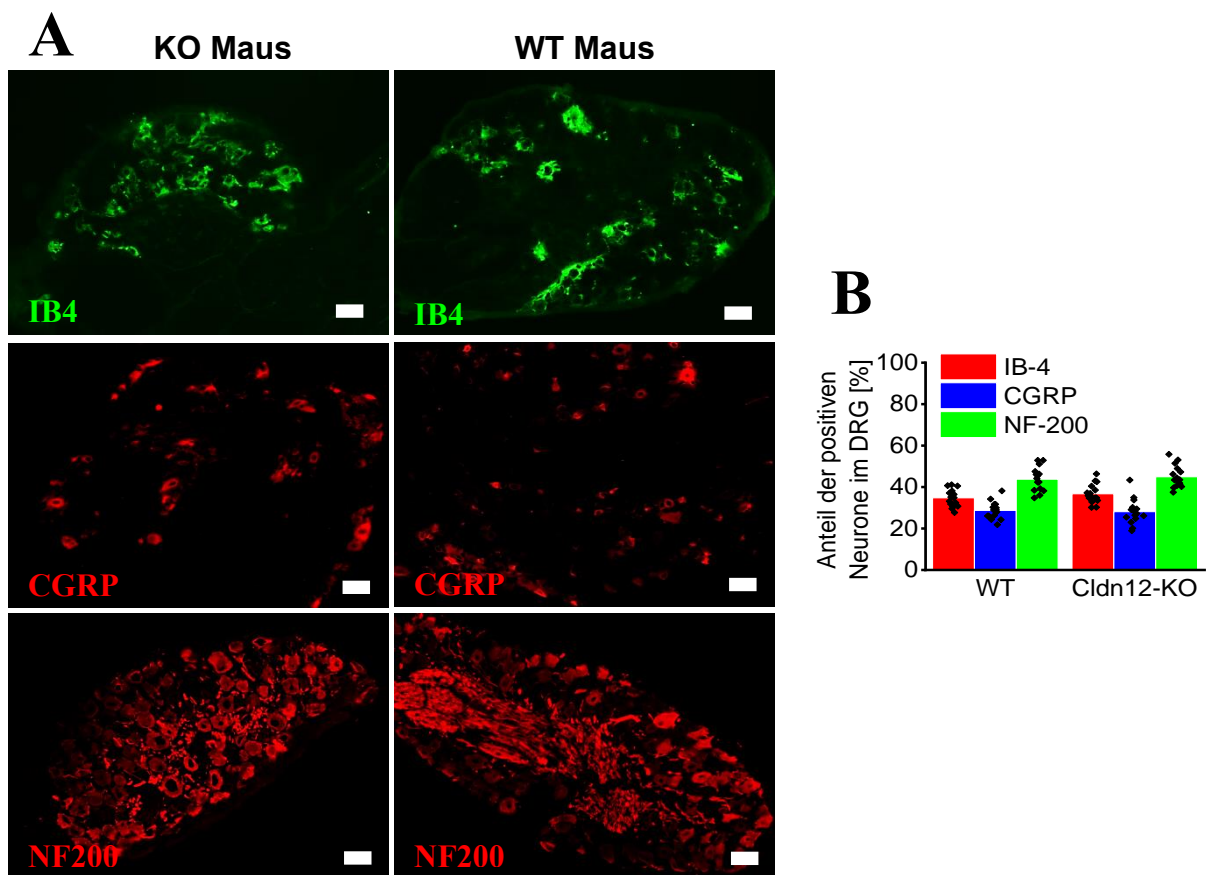 A
KO Maus
WT Maus
IB4
IB4
CGRP
CGRP
NF200
NF200
B
Anteil der positiven
Neurone im DRG [%]
100
80
60
40
20
0
IB-4
CGRP
NF-200
WT
Cldn12-KO